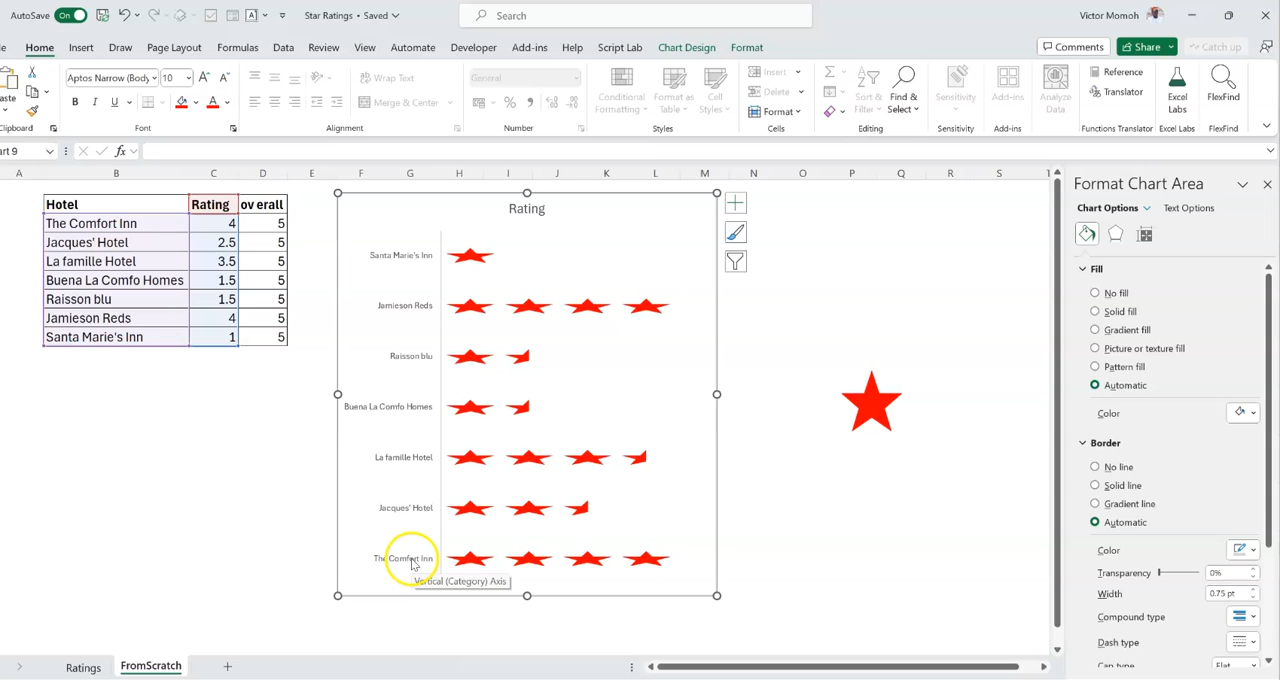 AutoSave On
Star Ratings • Saved
Search
Victor Momoh
Home Insert Draw Page Layout Formulas Data Review View Automate Developer Add-ins Help Script Lab Chart Design Format
Comments Share Catch up
Aptos Narrow (Body) 10
Wrap Text
Merge & Center
General
Conditional Formatting
Format as Table
Cell Styles
Insert
Delete
Format
Sort & Filter
Find & Select
Sensitivity
Add-ins
Analyze Data
Reference
Translator
Excel Labs
FlexFind
Clipboard Font Alignment Number Styles Cells Editing Sensitivity Add-ins Functions Translator Excel Labs FlexFind
art 9
fx
A B C D E F G H I J K L M N O P Q R S
Hotel Rating ov erall
The Comfort Inn 4 5
Jacques' Hotel 2.5 5
La famille Hotel 3.5 5
Buena La Comfo Homes 1.5 5
Raisson blu 1.5 5
Jamieson Reds 4 5
Santa Marie's Inn 1 5
Rating
Santa Marie's Inn
Jamieson Reds
Raisson blu
Buena La Comfo Homes
La famille Hotel
Jacques' Hotel
The Comfort Inn
Vertical (Category) Axis
Format Chart Area
Chart Options Text Options
Fill
No fill
Solid fill
Gradient fill
Picture or texture fill
Pattern fill
Automatic
Color
Border
No line
Solid line
Gradient line
Automatic
Color
Transparency 0%
Width 0.75 pt
Compound type
Dash type
Cap type Flat
Ratings FromScratch